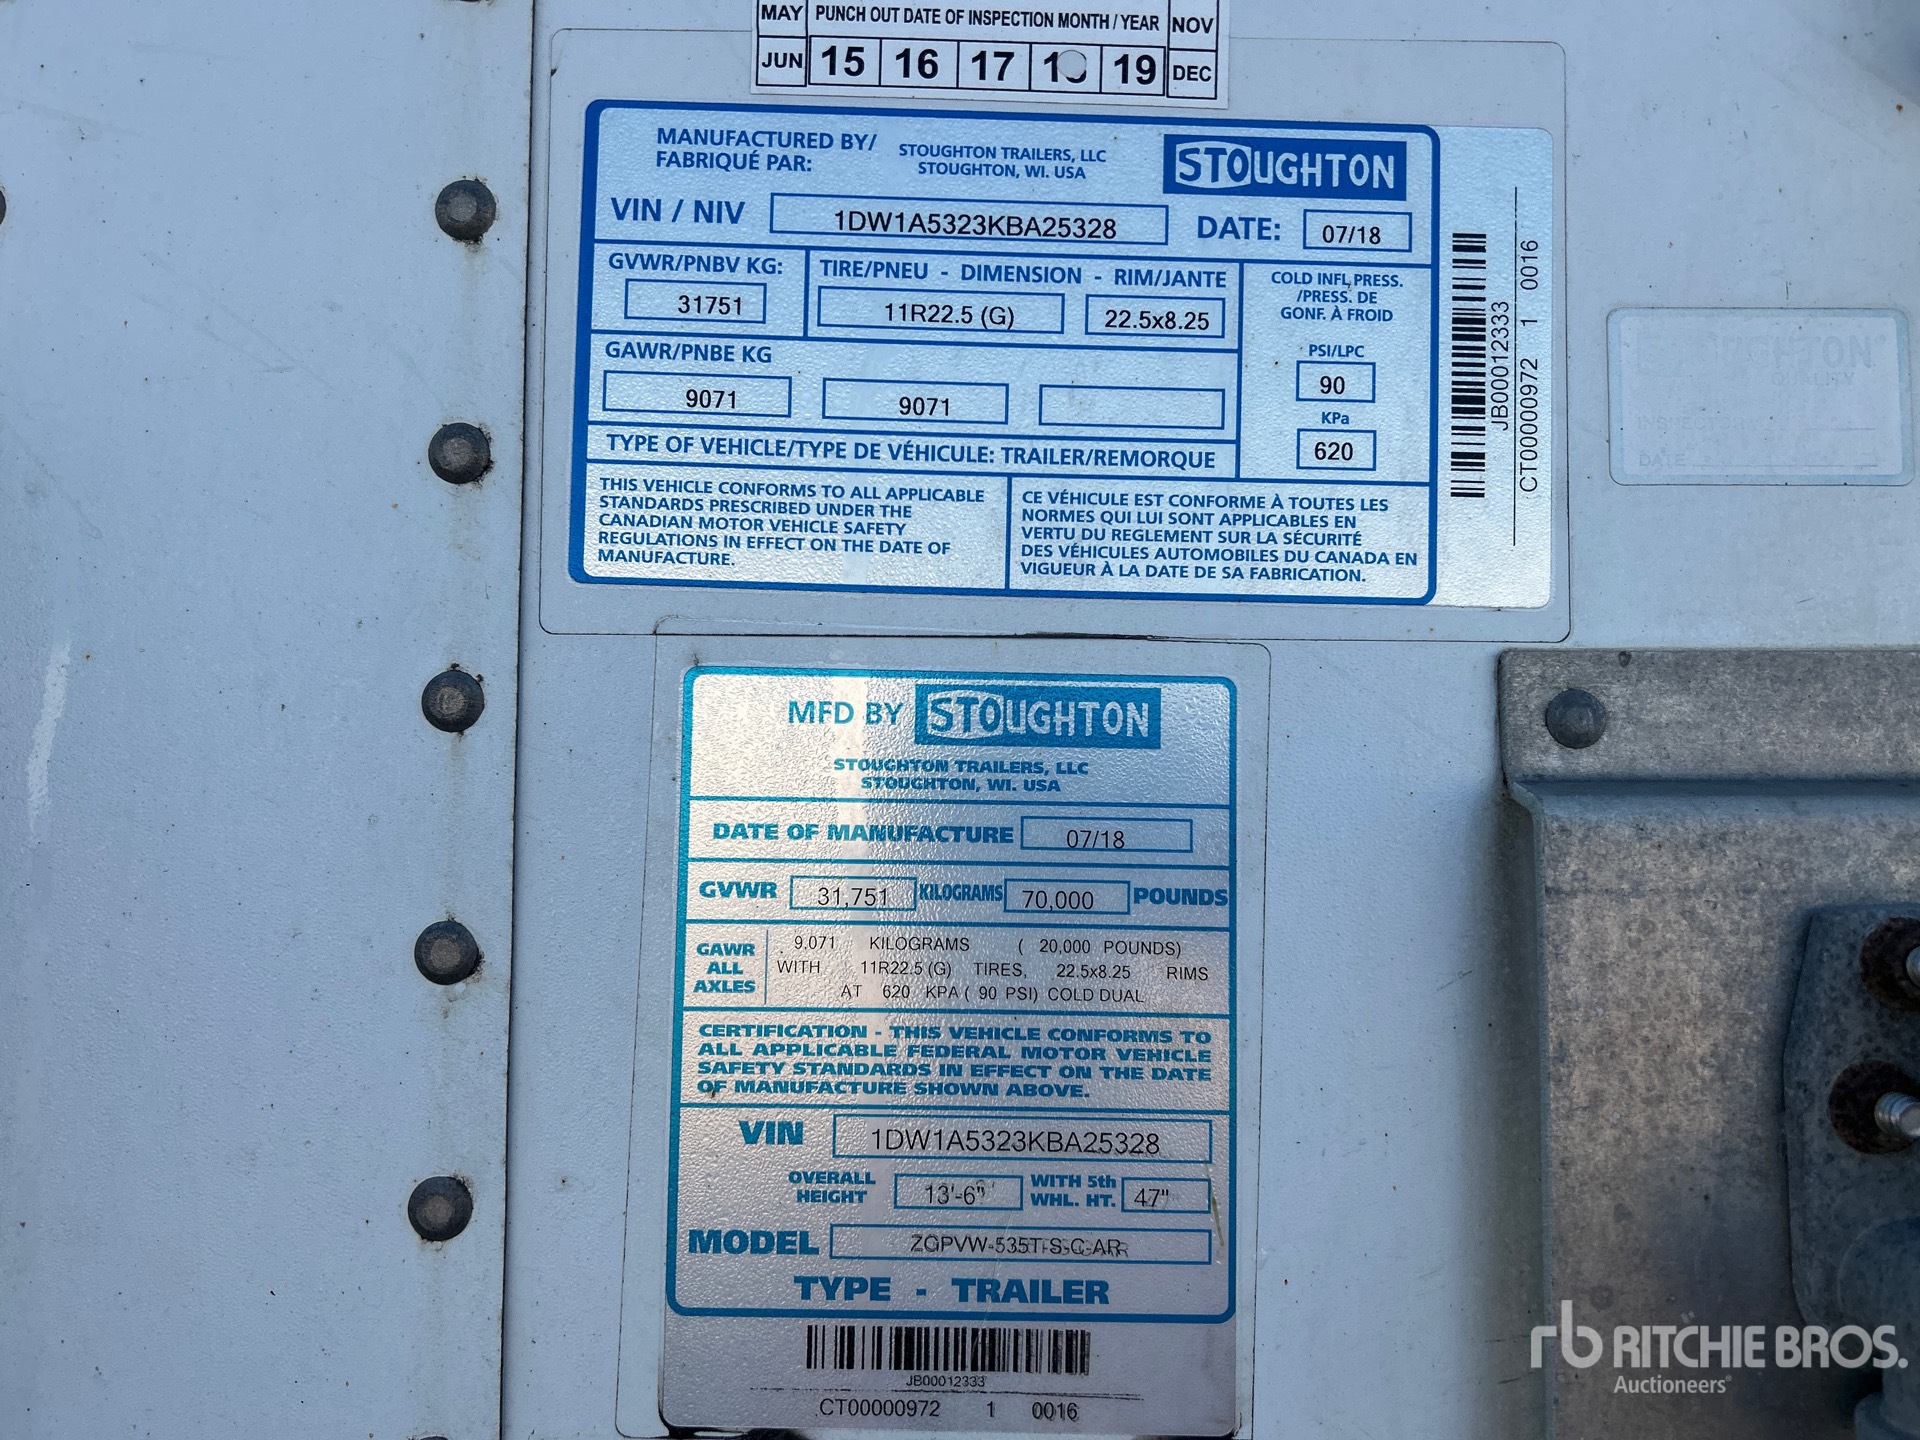 MAY PUNCH OUT DATE OF INSPECTION MONTH / YEAR NOV
JUN 15 16 17 18 19 DEC
MANUFACTURED BY/
FABRIQUÉ PAR:
STOUGHTON TRAILERS, LLC
STOUGHTON, WI. USA
STOUGHTON
VIN / NIV 1DW1A5323KBA25328 DATE: 07/18
GVWR/PNBV KG:
31751
TIRE/PNEU - DIMENSION - RIM/JANTE
11R22.5 (G) 22.5x8.25
COLD INFL, PRESS.
/PRESS. DE
GONF. À FROID
PSI/LPC
90
KPa
620
GAWR/PNBE KG
9071 9071
TYPE OF VEHICLE/TYPE DE VÉHICULE: TRAILER/REMORQUE
THIS VEHICLE CONFORMS TO ALL APPLICABLE
STANDARDS PRESCRIBED UNDER THE
CANADIAN MOTOR VEHICLE SAFETY
REGULATIONS IN EFFECT ON THE DATE OF
MANUFACTURE.
CE VÉHICULE EST CONFORME À TOUTES LES
NORMES QUI LUI SONT APPLICABLES EN
VERTU DU REGLEMENT SUR LA SÉCURITÉ
DES VÉHICULES AUTOMOBILES DU CANADA EN
VIGUEUR À LA DATE DE SA FABRICATION.
JB00012333
CT00000972 1 0016
DATE
MFD BY STOUGHTON
STOUGHTON TRAILERS, LLC
STOUGHTON, WI. USA
DATE OF MANUFACTURE 07/18
GVWR 31,751 KILOGRAMS 70,000 POUNDS
GAWR
ALL
AXLES
9.071 KILOGRAMS ( 20,000 POUNDS)
WITH 11R22.5 (G) TIRES, 22.5x8.25 RIMS
AT 620 KPA ( 90 PSI) COLD DUAL
CERTIFICATION - THIS VEHICLE CONFORMS TO
ALL APPLICABLE FEDERAL MOTOR VEHICLE
SAFETY STANDARDS IN EFFECT ON THE DATE
OF MANUFACTURE SHOWN ABOVE.
VIN 1DW1A5323KBA25328
OVERALL
HEIGHT
13'-6"
WITH 5th
WHL. HT.
47"
MODEL ZGPVW-535T-S-C-AR
TYPE - TRAILER
JB00012333
CT00000972 1 0016
rb RITCHIE BROS.
Auctioneers